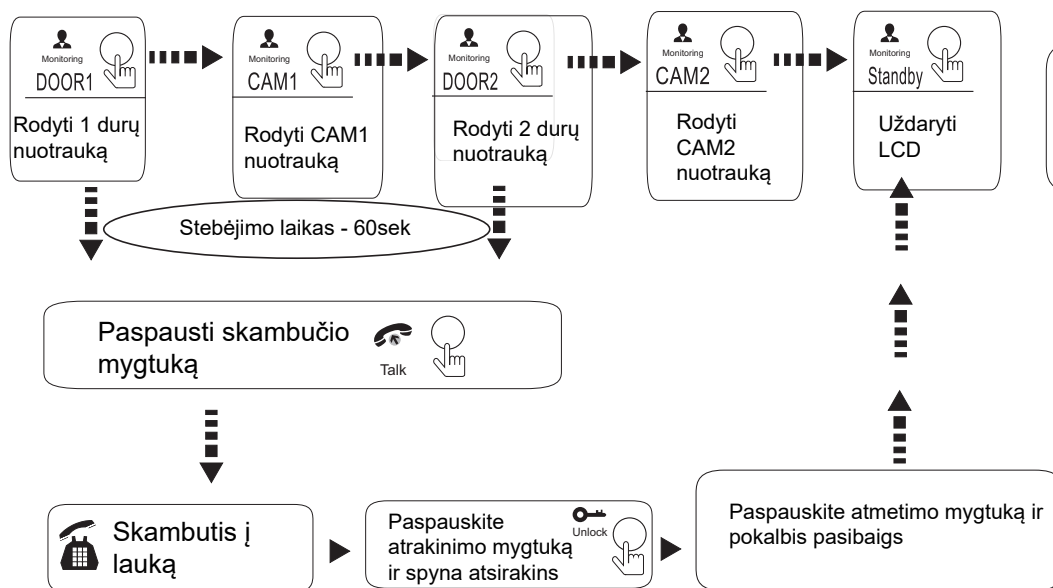 Monitoring
DOOR1
Rodyti 1 durų
nuotrauką
Monitoring
CAM1
Rodyti CAM1
nuotrauką
Monitoring
DOOR2
Rodyti 2 durų
nuotrauką
Monitoring
CAM2
Rodyti
CAM2
nuotrauką
Monitoring
Standby
Uždaryti
LCD
Stebėjimo laikas - 60sek
Paspausti skambučio
mygtuką
Talk
Skambutis į
lauką
Paspauskite
atrakinimo mygtuką
ir spyna atsirakins
Unlock
Paspauskite atmetimo mygtuką ir
pokalbis pasibaigs